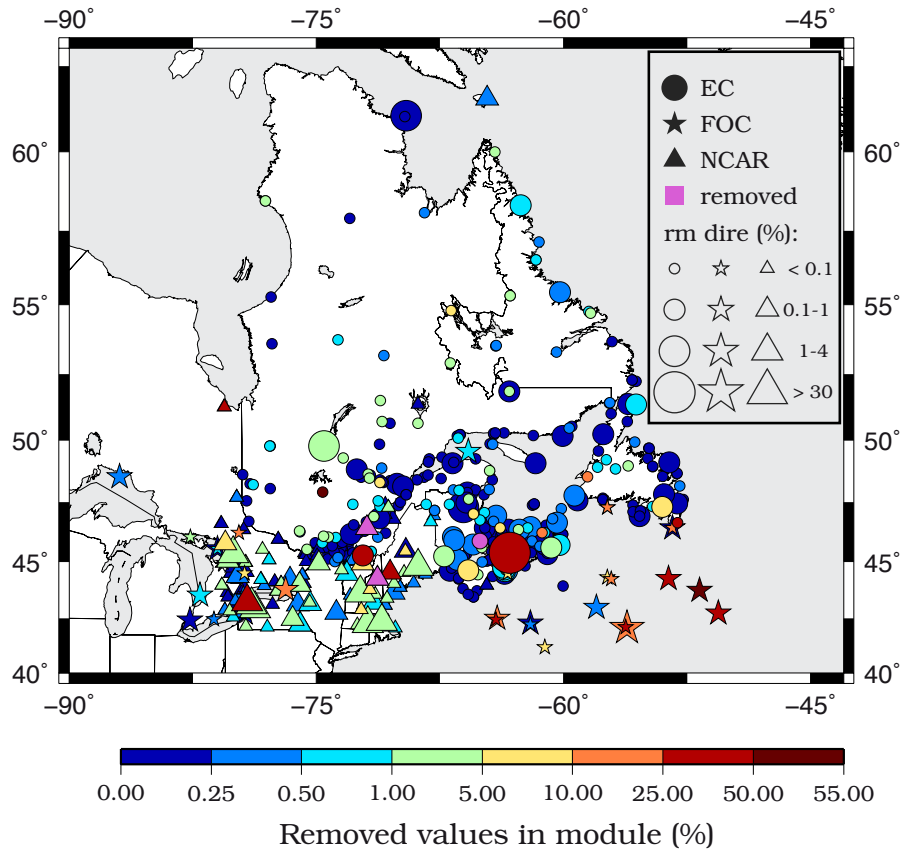 −90˚ −75˚ −60˚ −45˚
60˚ 60˚
55˚ 55˚
50˚ 50˚
45˚ 45˚
40˚ 40˚
−90˚ −75˚ −60˚ −45˚
EC
FOC
NCAR
removed
rm dire (%):
< 0.1
0.1-1
1-4
> 30
0.00 0.25 0.50 1.00 5.00 10.00 25.00 50.00 55.00
Removed values in module (%)